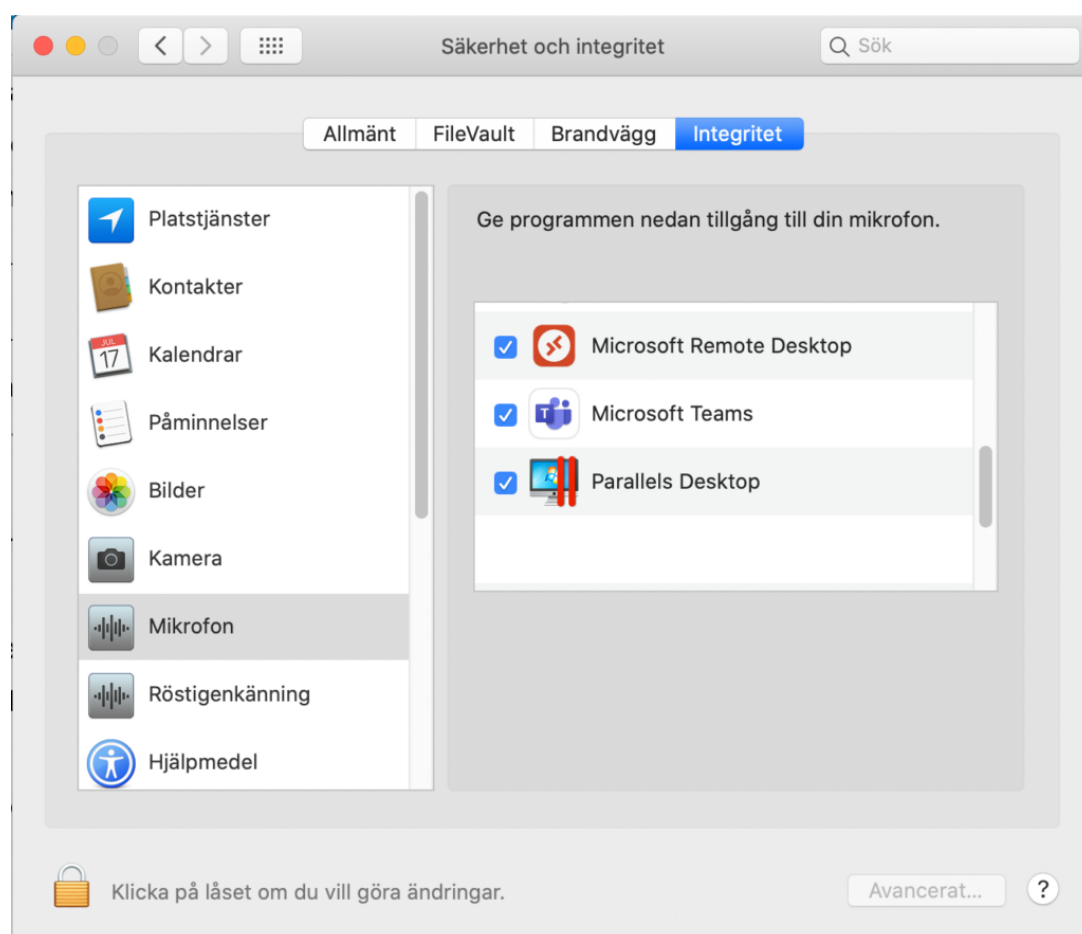 Säkerhet och integritet
Sök
Allmänt
FileVault
Brandvägg
Integritet
Platstjänster
Kontakter
JUL
17
Kalendrar
Påminnelser
Bilder
Kamera
Mikrofon
Röstigenkänning
Hjälpmedel
Ge programmen nedan tillgång till din mikrofon.
Microsoft Remote Desktop
Microsoft Teams
Parallels Desktop
Klicka på låset om du vill göra ändringar.
Avancerat...
?